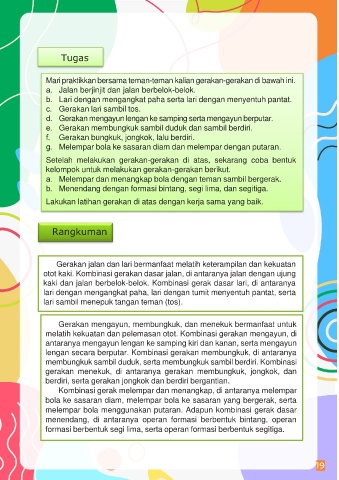 Tugas
Mari praktikkan bersama teman-teman kalian gerakan-gerakan di bawah ini.
a. Jalan berjinjit dan jalan berbelok-belok.
b. Lari dengan mengangkat paha serta lari dengan menyentuh pantat.
c. Gerakan lari sambil tos.
d. Gerakan mengayun lengan ke samping serta mengayun berputar.
e. Gerakan membungkuk sambil duduk dan sambil berdiri.
f. Gerakan bungkuk, jongkok, lalu berdiri.
g. Melempar bola ke sasaran diam dan melempar dengan putaran.
Setelah melakukan gerakan-gerakan di atas, sekarang coba bentuk
kelompok untuk melakukan gerakan-gerakan berikut.
a. Melempar dan menangkap bola dengan teman sambil bergerak.
b. Menendang dengan formasi bintang, segi lima, dan segitiga.
Lakukan latihan gerakan di atas dengan kerja sama yang baik.
Rangkuman
Gerakan jalan dan lari bermanfaat melatih keterampilan dan kekuatan
otot kaki. Kombinasi gerakan dasar jalan, di antaranya jalan dengan ujung
kaki dan jalan berbelok-belok. Kombinasi gerak dasar lari, di antaranya
lari dengan mengangkat paha, lari dengan tumit menyentuh pantat, serta
lari sambil menepuk tangan teman (tos).
Gerakan mengayun, membungkuk, dan menekuk bermanfaat untuk
melatih kekuatan dan pelemasan otot. Kombinasi gerakan mengayun, di
antaranya mengayun lengan ke samping kiri dan kanan, serta mengayun
lengan secara berputar. Kombinasi gerakan membungkuk, di antaranya
membungkuk sambil duduk, serta membungkuk sambil berdiri. Kombinasi
gerakan menekuk, di antaranya gerakan membungkuk, jongkok, dan
berdiri, serta gerakan jongkok dan berdiri bergantian.
Kombinasi gerak melempar dan menangkap, di antaranya melempar
bola ke sasaran diam, melempar bola ke sasaran yang bergerak, serta
melempar bola menggunakan putaran. Adapun kombinasi gerak dasar
menendang, di antaranya operan formasi berbentuk bintang, operan
formasi berbentuk segi lima, serta operan formasi berbentuk segitiga.
19